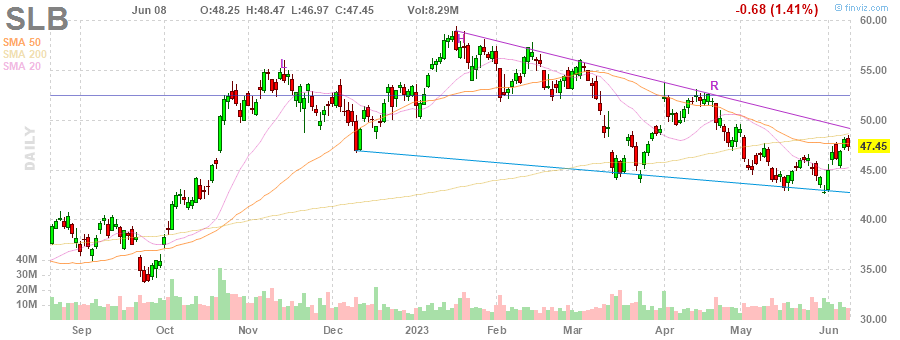 SLB Jun 08 O:48.25 H:48.47 L:46.97 C:47.45 Vol:8.29M -0.68 (1.41%) © finviz.com
SMA 50
SMA 200
SMA 20
DAILY
L
H
R
60.00
55.00
50.00
47.45
45.00
40.00
35.00
30.00
40M
30M
20M
10M
Sep Oct Nov Dec 2023 Feb Mar Apr May Jun